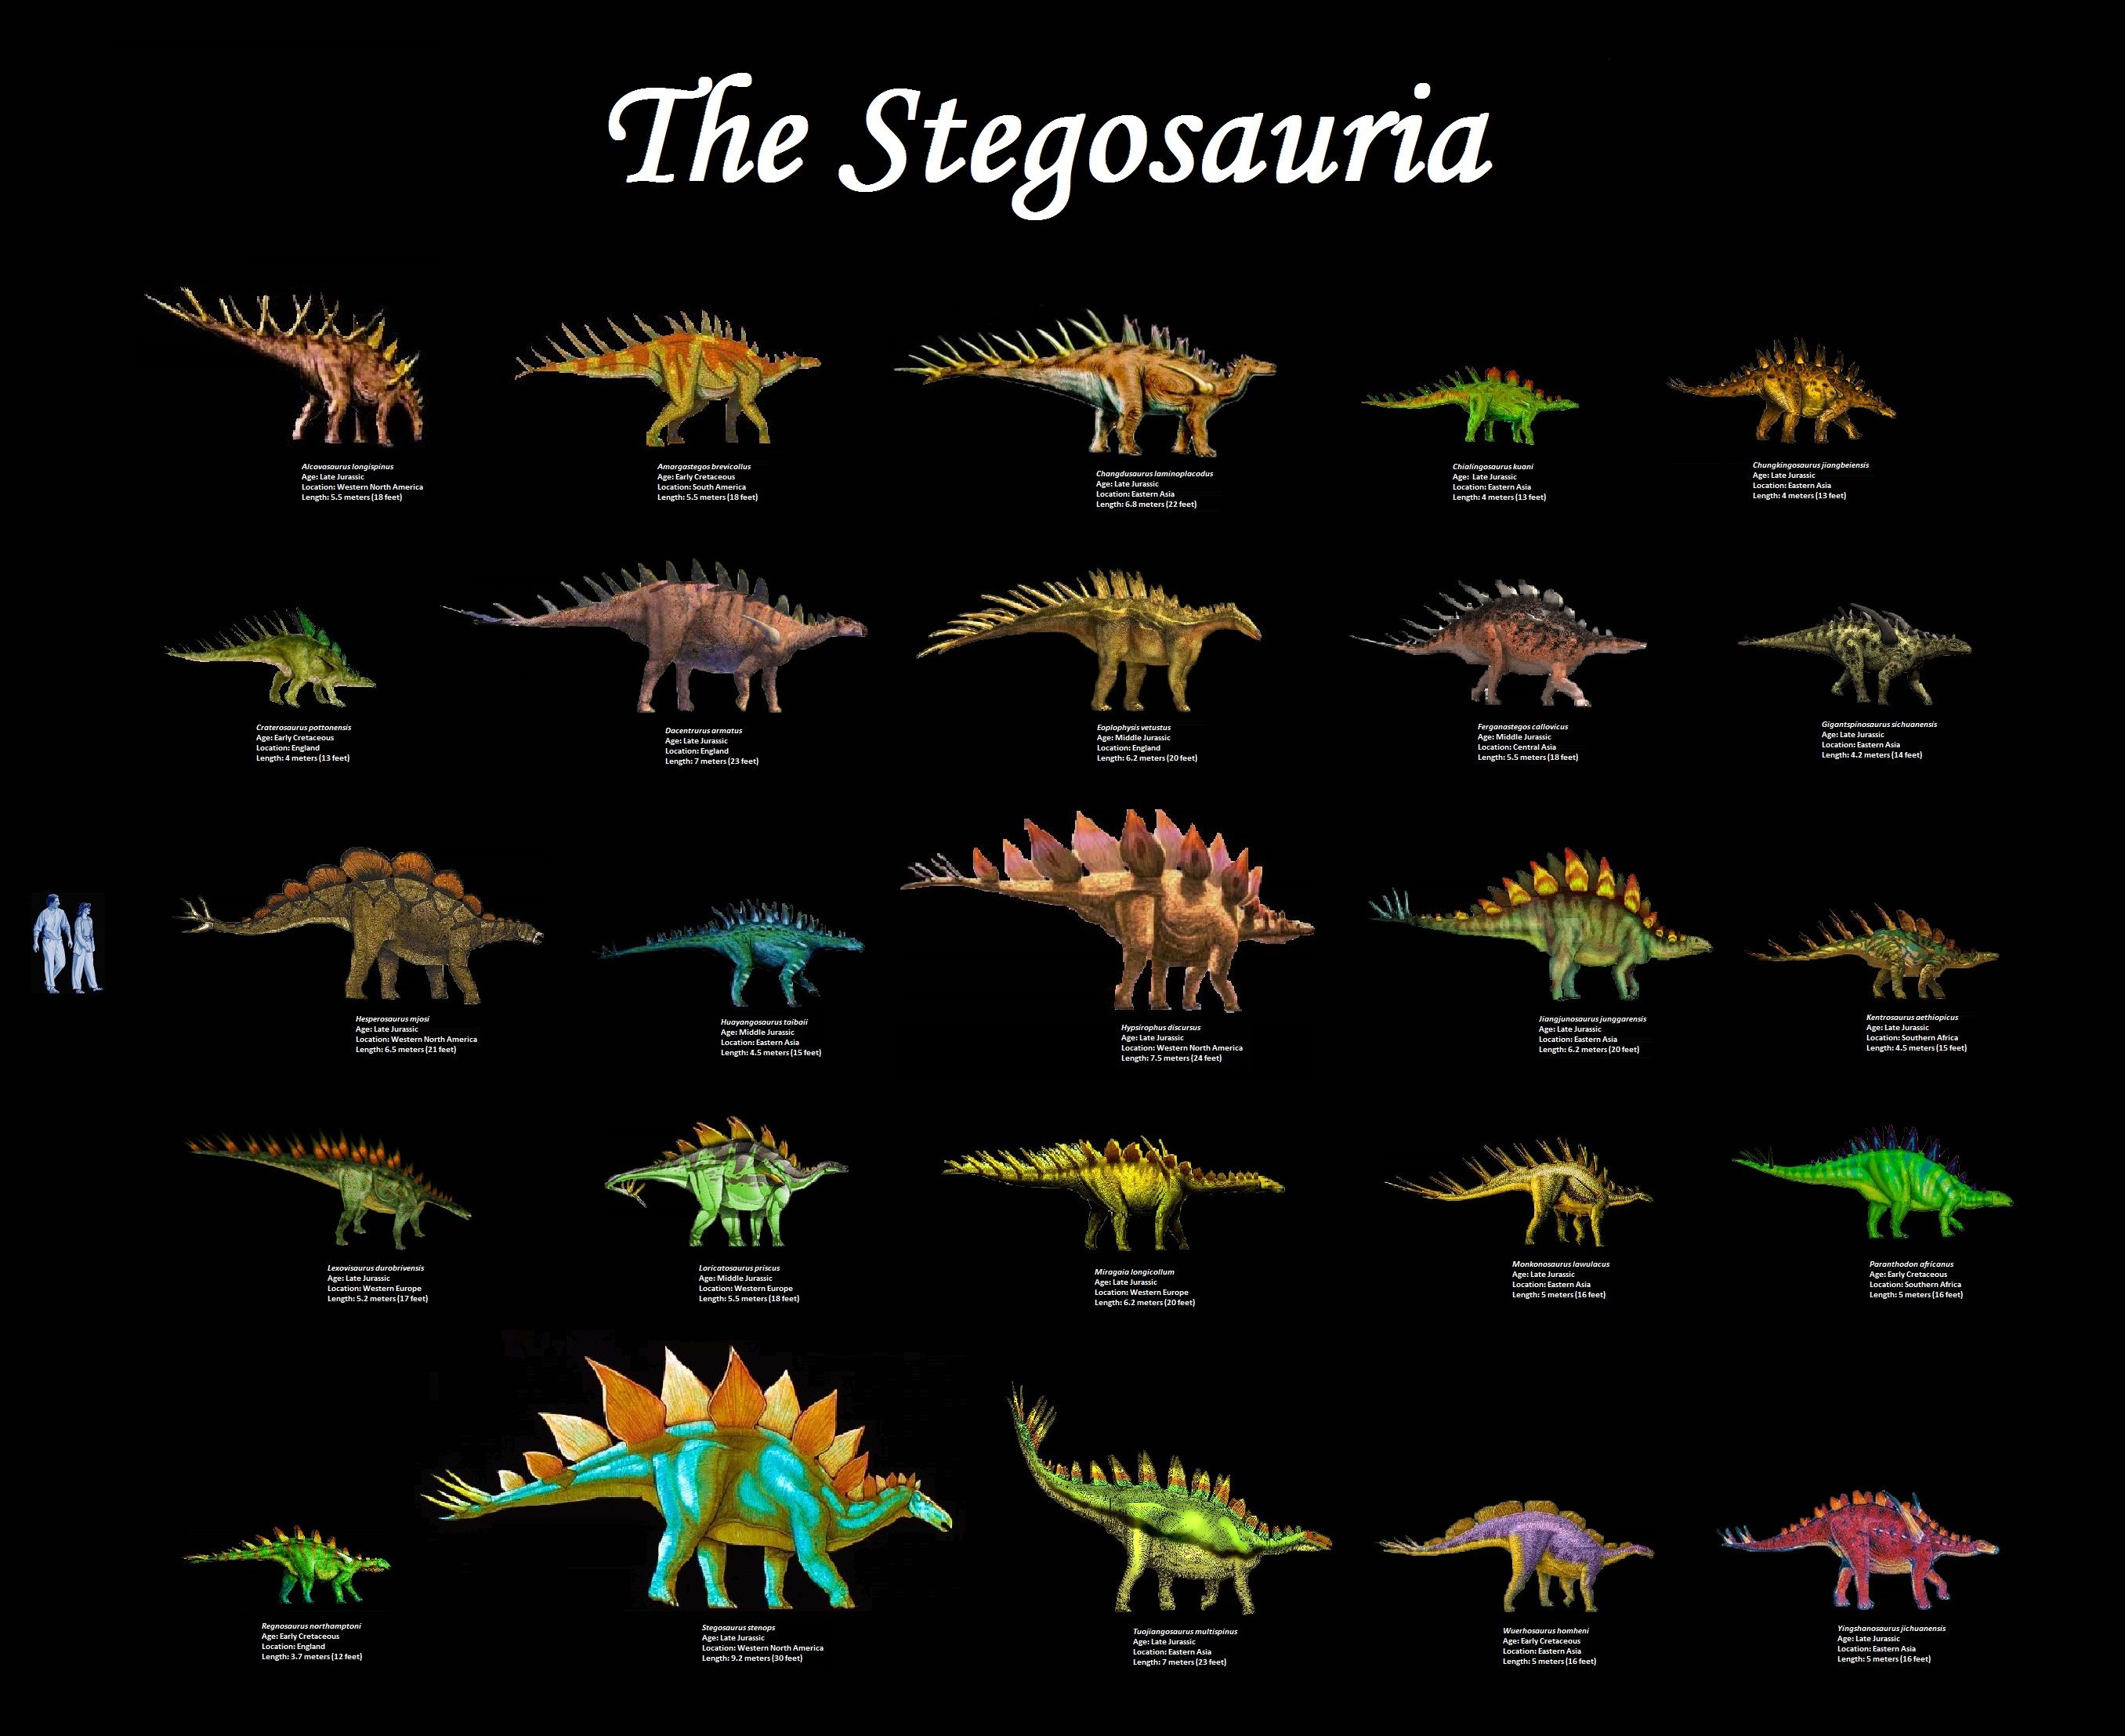 The Stegosauria
Alcovasaurus longispinus
Age: Late Jurassic
Location: Western North America
Length: 5.5 meters (18 feet)
Amargastegos brevicollus
Age: Early Cretaceous
Location: South America
Length: 5.5 meters (18 feet)
Changdusaurus laminoplacodus
Age: Late Jurassic
Location: Eastern Asia
Length: 6.8 meters (22 feet)
Chialingosaurus kuani
Age: Late Jurassic
Location: Eastern Asia
Length: 4 meters (13 feet)
Chungkingosaurus jiangbeiensis
Age: Late Jurassic
Location: Eastern Asia
Length: 4 meters (13 feet)
Craterosaurus pottonensis
Age: Early Cretaceous
Location: England
Length: 4 meters (13 feet)
Dacentrurus armatus
Age: Late Jurassic
Location: England
Length: 7 meters (23 feet)
Eoplophysis vetustus
Age: Middle Jurassic
Location: England
Length: 6.2 meters (20 feet)
Ferganastegos callovicus
Age: Middle Jurassic
Location: Central Asia
Length: 5.5 meters (18 feet)
Gigantspinosaurus sichuanensis
Age: Late Jurassic
Location: Eastern Asia
Length: 4.2 meters (14 feet)
Hesperosaurus mjosi
Age: Late Jurassic
Location: Western North America
Length: 6.5 meters (21 feet)
Huayangosaurus taibaii
Age: Middle Jurassic
Location: Eastern Asia
Length: 4.5 meters (15 feet)
Hypsirophus discursus
Age: Late Jurassic
Location: Western North America
Length: 7.5 meters (24 feet)
Jiangjunosaurus junggarensis
Age: Late Jurassic
Location: Eastern Asia
Length: 6.2 meters (20 feet)
Kentrosaurus aethiopicus
Age: Late Jurassic
Location: Southern Africa
Length: 4.5 meters (15 feet)
Lexovisaurus durobrivensis
Age: Late Jurassic
Location: Western Europe
Length: 5.2 meters (17 feet)
Loricatosaurus priscus
Age: Middle Jurassic
Location: Western Europe
Length: 5.5 meters (18 feet)
Miragaia longicollum
Age: Late Jurassic
Location: Western Europe
Length: 6.2 meters (20 feet)
Monkonosaurus lawulacus
Age: Late Jurassic
Location: Eastern Asia
Length: 5 meters (16 feet)
Paranthodon africanus
Age: Early Cretaceous
Location: Southern Africa
Length: 5 meters (16 feet)
Regnosaurus northamptoni
Age: Early Cretaceous
Location: England
Length: 3.7 meters (12 feet)
Stegosaurus stenops
Age: Late Jurassic
Location: Western North America
Length: 9.2 meters (30 feet)
Tuojiangosaurus multispinus
Age: Late Jurassic
Location: Eastern Asia
Length: 7 meters (23 feet)
Wuerhosaurus homheni
Age: Early Cretaceous
Location: Eastern Asia
Length: 5 meters (16 feet)
Yingshanosaurus jichuanensis
Age: Late Jurassic
Location: Eastern Asia
Length: 5 meters (16 feet)